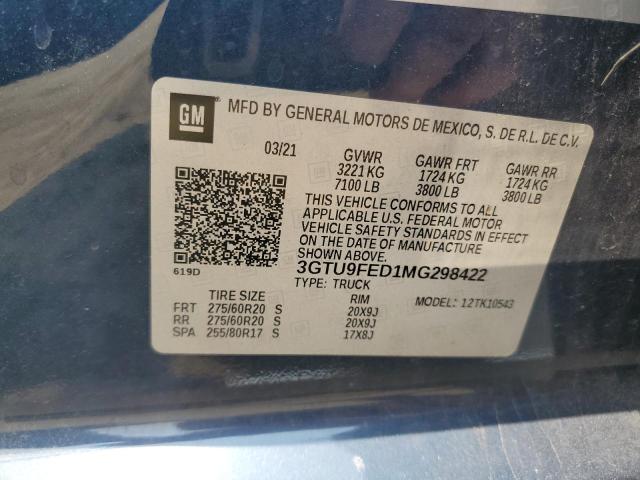 GM
MFD BY GENERAL MOTORS DE MEXICO, S. DE R.L. DE C.V.
03/21 GVWR GAWR FRT GAWR RR
3221 KG 1724 KG 1724 KG
7100 LB 3800 LB 3800 LB
THIS VEHICLE CONFORMS TO ALL
APPLICABLE U.S. FEDERAL MOTOR
VEHICLE SAFETY STANDARDS IN EFFECT
ON THE DATE OF MANUFACTURE
SHOWN ABOVE.
619D
3GTU9FED1MG298422
TYPE: TRUCK MODEL: 12TK10543
TIRE SIZE RIM
FRT 275/60R20 S 20X9J
RR 275/60R20 S 20X9J
SPA 255/80R17 S 17X8J